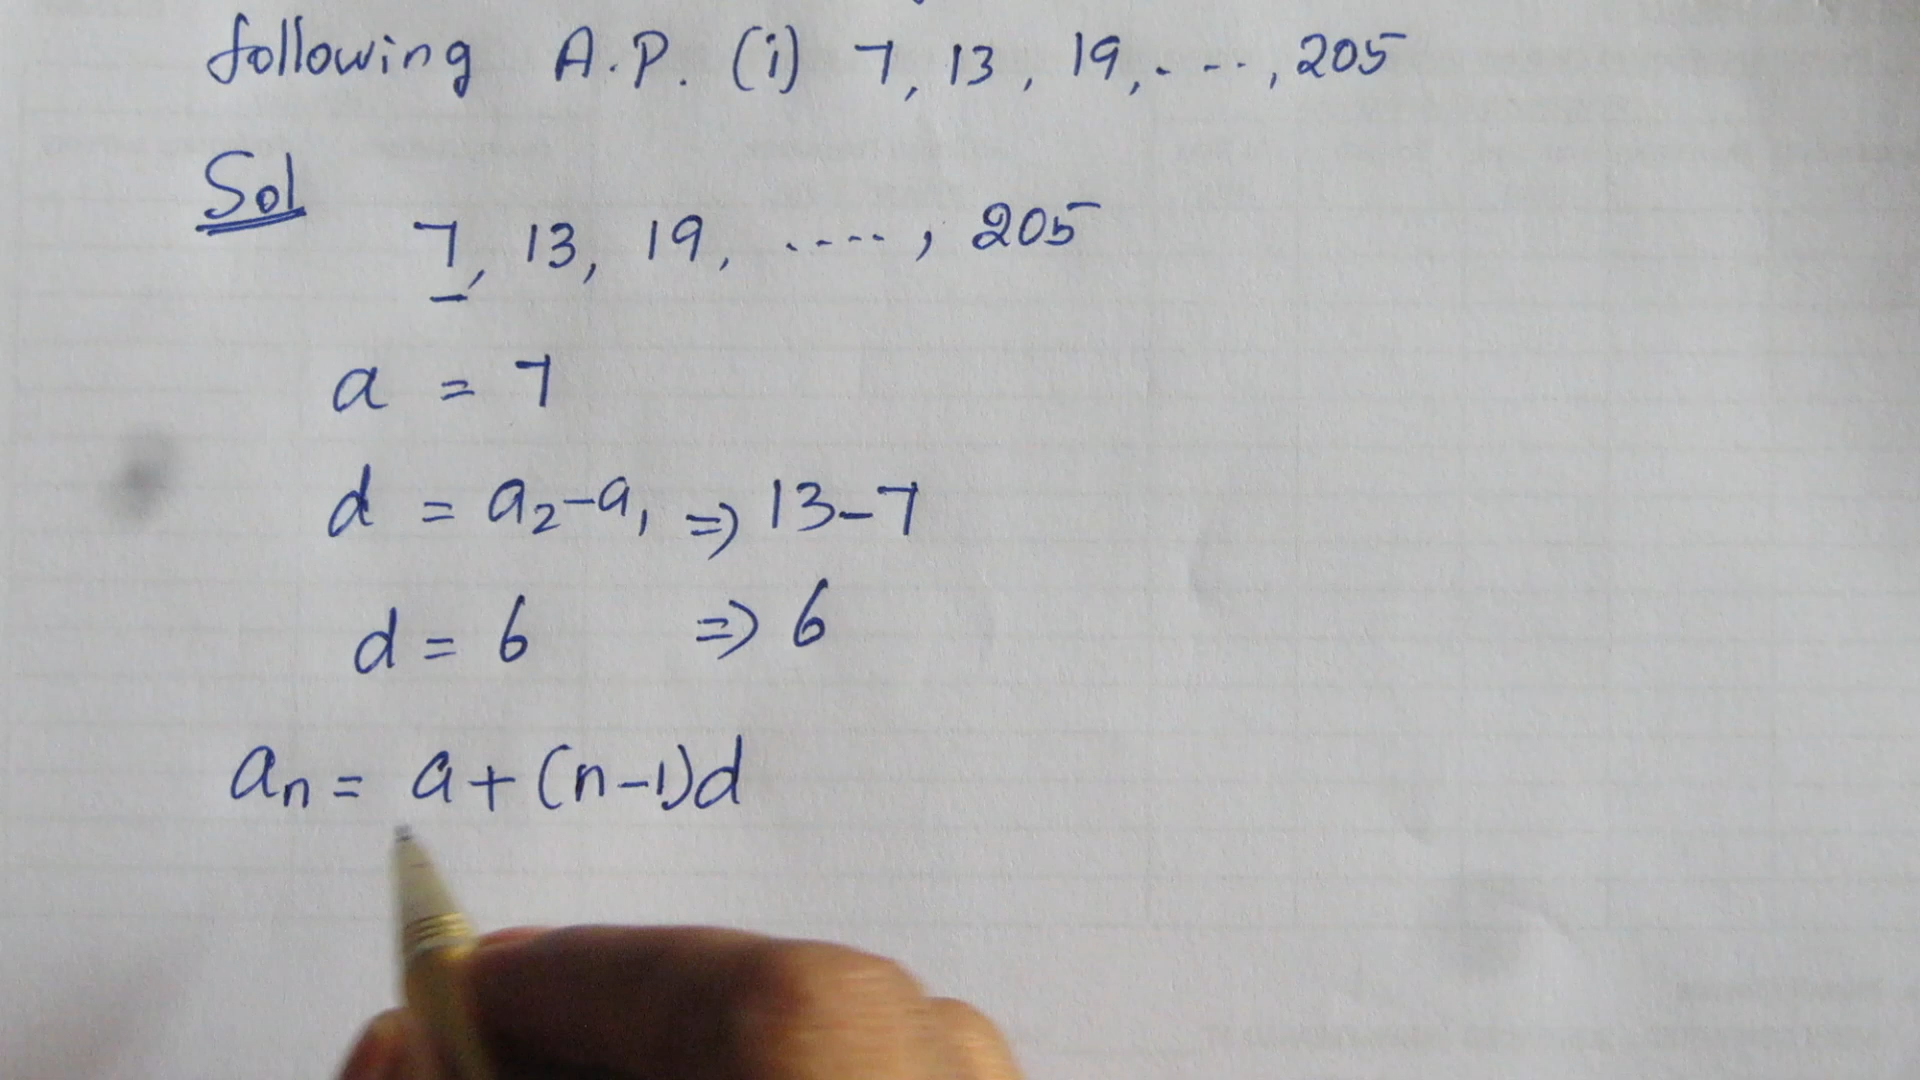 following A.P. (i) 7, 13, 19, ...., 205
Sol
7, 13, 19, ....., 205
a = 7
d = a₂-a₁ => 13-7
d = 6 => 6
aₙ = a+(n-1)d